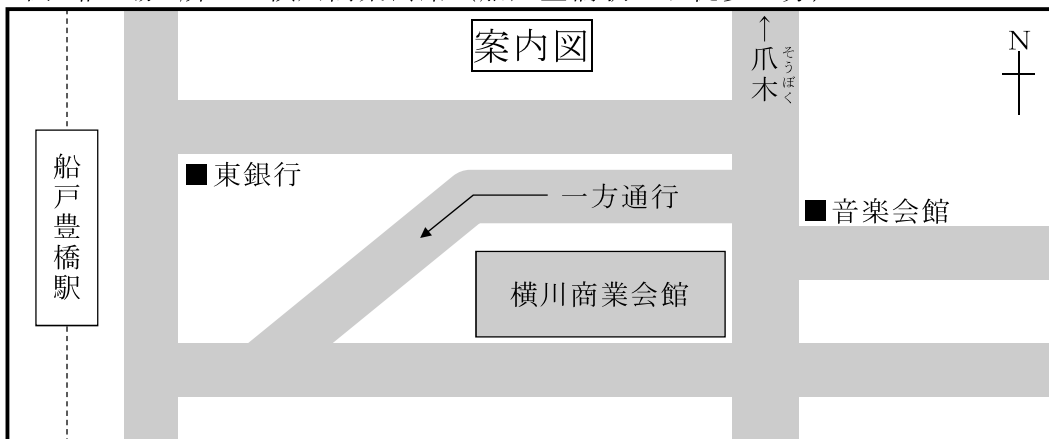 案内図
↑爪木
そうぼく
N
船戸豊橋駅
■東銀行
一方通行
■音楽会館
横川商業会館